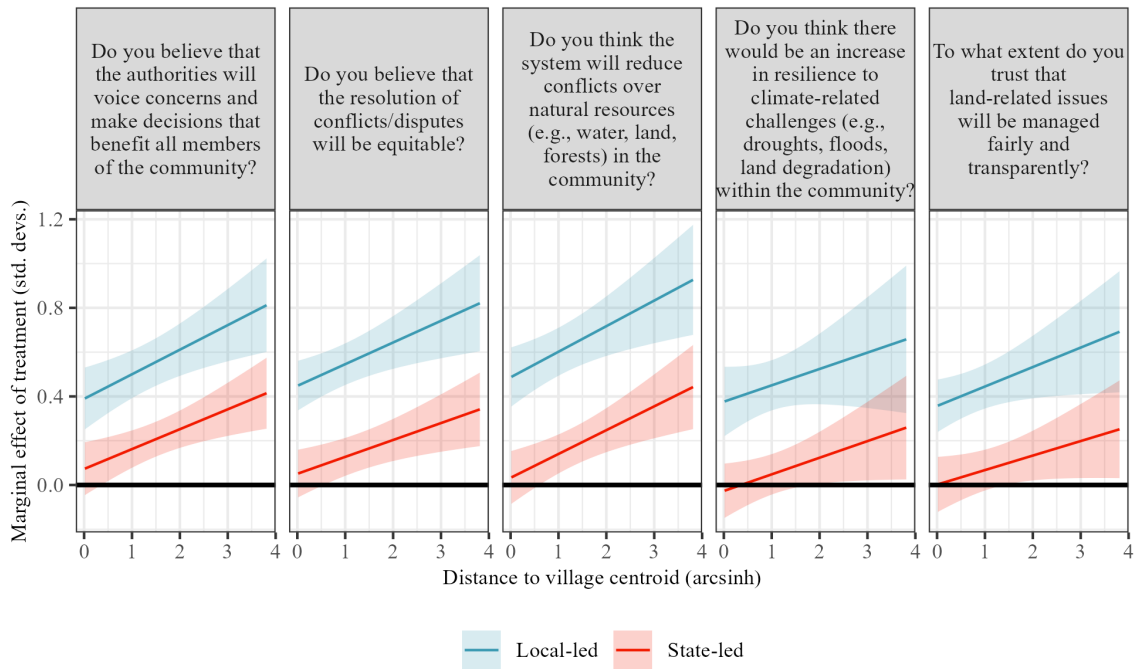 Do you believe that
the authorities will
voice concerns and
make decisions that
benefit all members
of the community?
Do you believe that
the resolution of
conflicts/disputes
will be equitable?
Do you think the
system will reduce
conflicts over
natural resources
(e.g., water, land,
forests) in the
community?
Do you think there
would be an increase
in resilience to
climate-related
challenges (e.g.,
droughts, floods,
land degradation)
within the community?
To what extent do you
trust that
land-related issues
will be managed
fairly and
transparently?
Marginal effect of treatment (std. devs.)
1.2
0.8
0.4
0.0
0 1 2 3 4 0 1 2 3 4 0 1 2 3 4 0 1 2 3 4 0 1 2 3 4
Distance to village centroid (arcsinh)
Local-led State-led